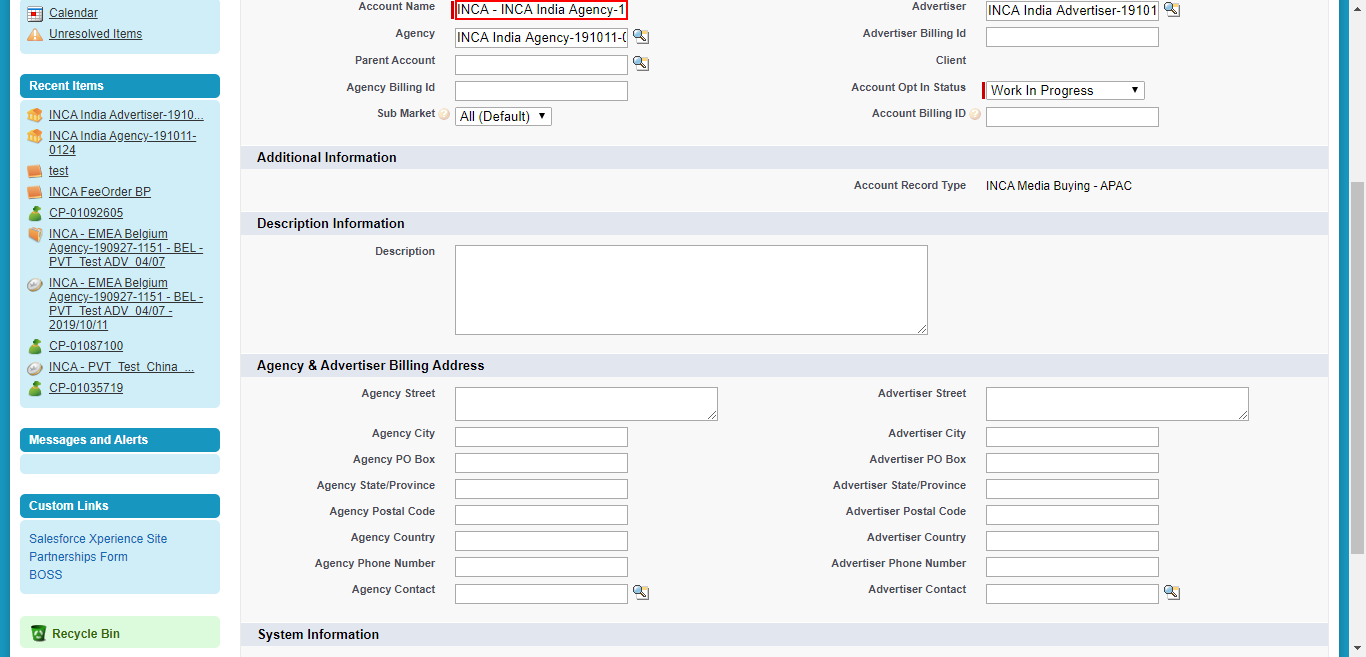 Calendar
Unresolved Items
Recent Items
INCA India Advertiser-1910...
INCA India Agency-191011-
0124
test
INCA FeeOrder BP
CP-01092605
INCA - EMEA Belgium
Agency-190927-1151 - BEL -
PVT_Test ADV_04/07
INCA - EMEA Belgium
Agency-190927-1151 - BEL -
PVT_Test ADV_04/07 -
2019/10/11
CP-01087100
INCA - PVT_Test_China_...
CP-01035719
Messages and Alerts
Custom Links
Salesforce Xperience Site
Partnerships Form
BOSS
Recycle Bin
Account Name INCA - INCA India Agency-1 Advertiser INCA India Advertiser-19101
Agency INCA India Agency-191011-0 Advertiser Billing Id
Parent Account Client
Agency Billing Id Account Opt In Status Work In Progress
Sub Market All (Default) Account Billing ID
Additional Information
Account Record Type INCA Media Buying - APAC
Description Information
Description
Agency & Advertiser Billing Address
Agency Street Advertiser Street
Agency City Advertiser City
Agency PO Box Advertiser PO Box
Agency State/Province Advertiser State/Province
Agency Postal Code Advertiser Postal Code
Agency Country Advertiser Country
Agency Phone Number Advertiser Phone Number
Agency Contact Advertiser Contact
System Information